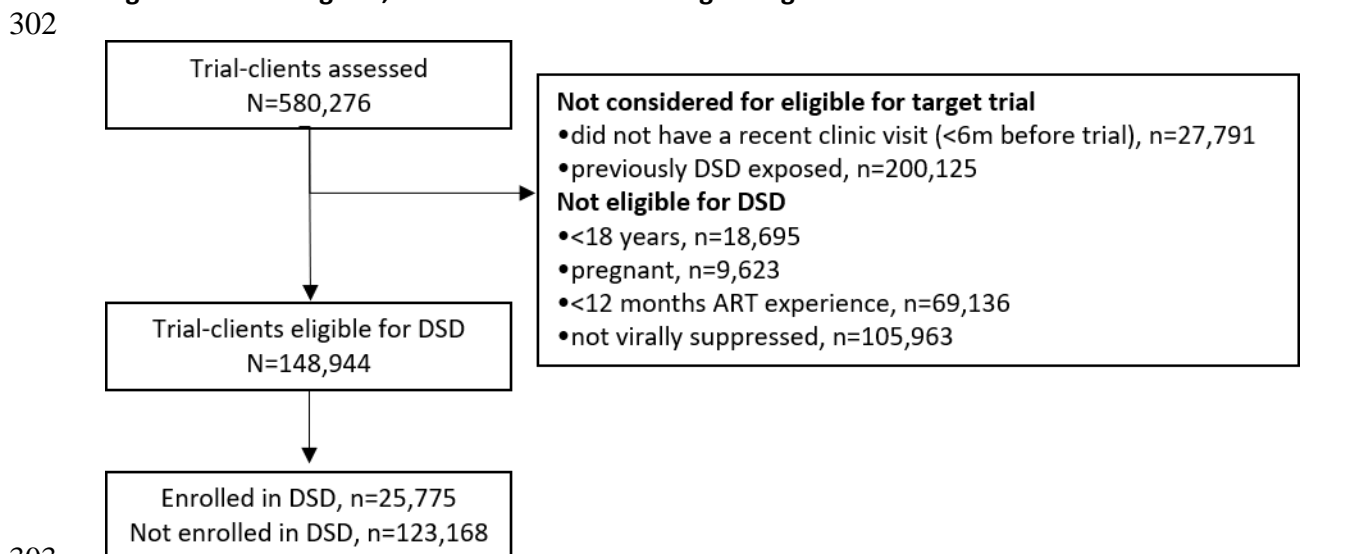 302
Trial-clients assessed
N=580,276
Not considered for eligible for target trial
•did not have a recent clinic visit (<6m before trial), n=27,791
•previously DSD exposed, n=200,125
Not eligible for DSD
•<18 years, n=18,695
•pregnant, n=9,623
•<12 months ART experience, n=69,136
•not virally suppressed, n=105,963
Trial-clients eligible for DSD
N=148,944
Enrolled in DSD, n=25,775
Not enrolled in DSD, n=123,168